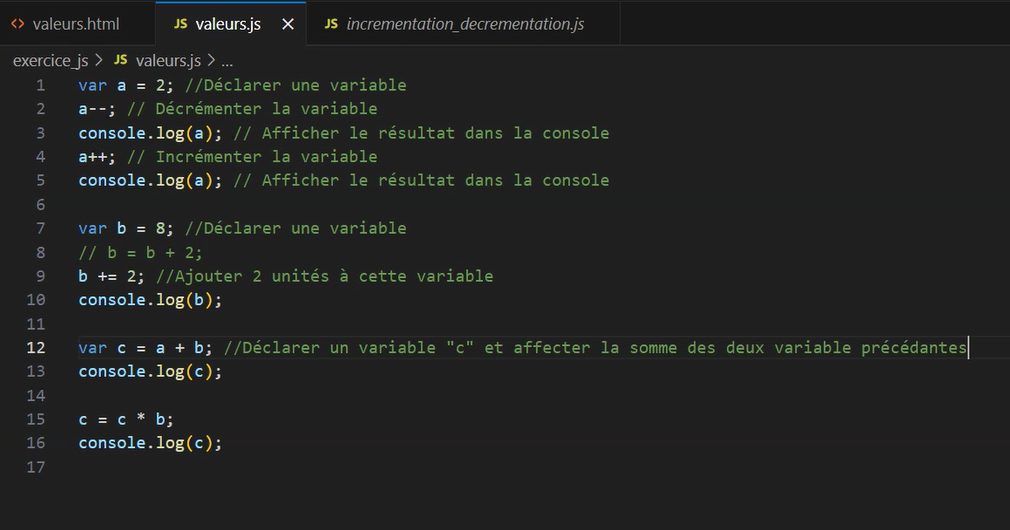 <> valeurs.html JS valeurs.js × JS incrementation_decrementation.js
exercice_js > JS valeurs.js > ...
1 var a = 2; //Déclarer une variable
2 a--; // Décrémenter la variable
3 console.log(a); // Afficher le résultat dans la console
4 a++; // Incrémenter la variable
5 console.log(a); // Afficher le résultat dans la console
6
7 var b = 8; //Déclarer une variable
8 // b = b + 2;
9 b += 2; //Ajouter 2 unités à cette variable
10 console.log(b);
11
12 var c = a + b; //Déclarer un variable "c" et affecter la somme des deux variable précédantes
13 console.log(c);
14
15 c = c * b;
16 console.log(c);
17